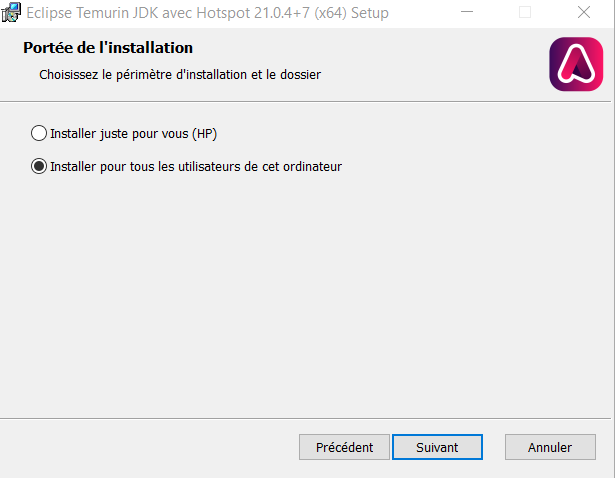 Eclipse Temurin JDK avec Hotspot 21.0.4+7 (x64) Setup
Portée de l'installation
Choisissez le périmètre d'installation et le dossier
Installer juste pour vous (HP)
Installer pour tous les utilisateurs de cet ordinateur
Précédent
Suivant
Annuler